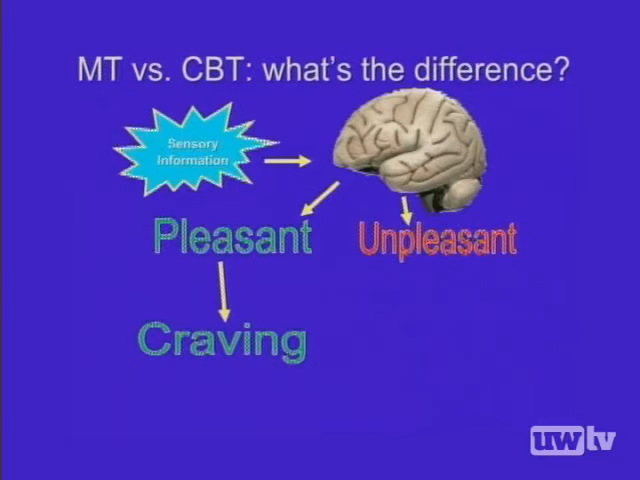 MT vs. CBT: what's the difference?
Sensory
Information
Pleasant
Unpleasant
Craving
uwtv